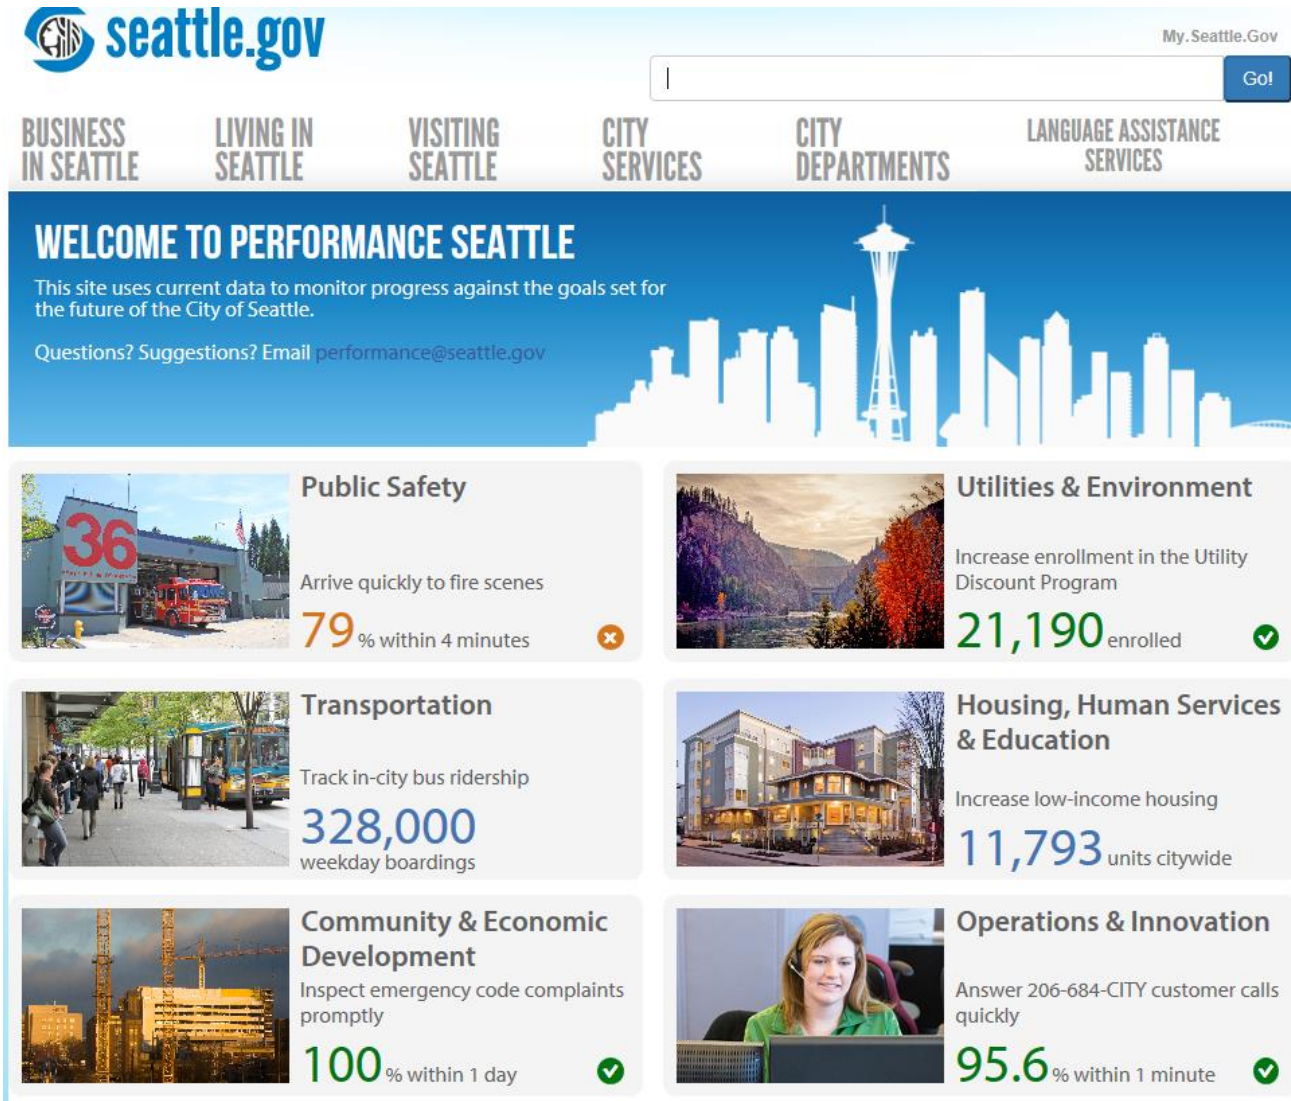 seattle.gov
My.Seattle.Gov
Go!
BUSINESS
IN SEATTLE
LIVING IN
SEATTLE
VISITING
SEATTLE
CITY
SERVICES
CITY
DEPARTMENTS
LANGUAGE ASSISTANCE
SERVICES
WELCOME TO PERFORMANCE SEATTLE
This site uses current data to monitor progress against the goals set for
the future of the City of Seattle.
Questions? Suggestions? Email performance@seattle.gov
36
Public Safety
Arrive quickly to fire scenes
79 % within 4 minutes
Utilities & Environment
Increase enrollment in the Utility
Discount Program
21,190 enrolled
Transportation
Track in-city bus ridership
328,000
weekday boardings
Housing, Human Services
& Education
Increase low-income housing
11,793 units citywide
Community & Economic
Development
Inspect emergency code complaints
promptly
100 % within 1 day
Operations & Innovation
Answer 206-684-CITY customer calls
quickly
95.6 % within 1 minute